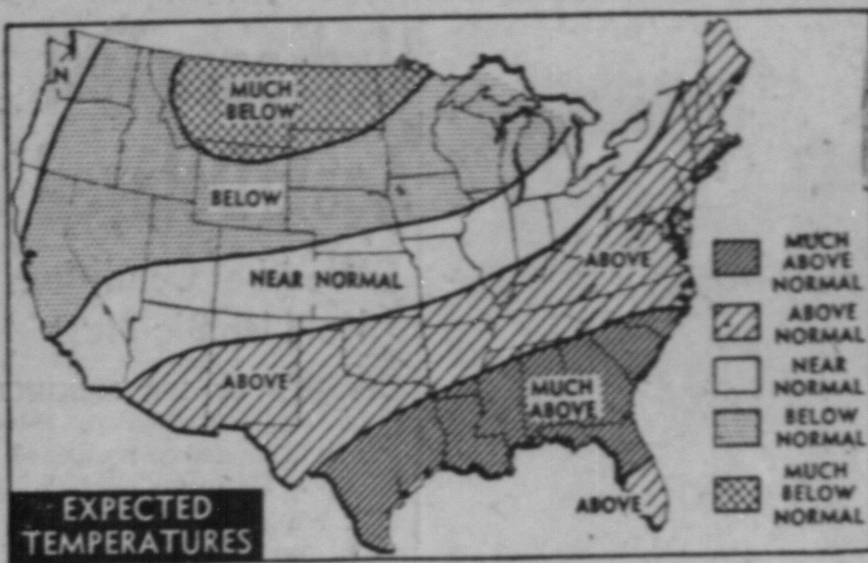 N
MUCH
BELOW
BELOW
NEAR NORMAL
ABOVE
ABOVE
MUCH
ABOVE
ABOVE
MUCH
ABOVE
NORMAL
ABOVE
NORMAL
NEAR
NORMAL
BELOW
NORMAL
MUCH
BELOW
NORMAL
EXPECTED
TEMPERATURES